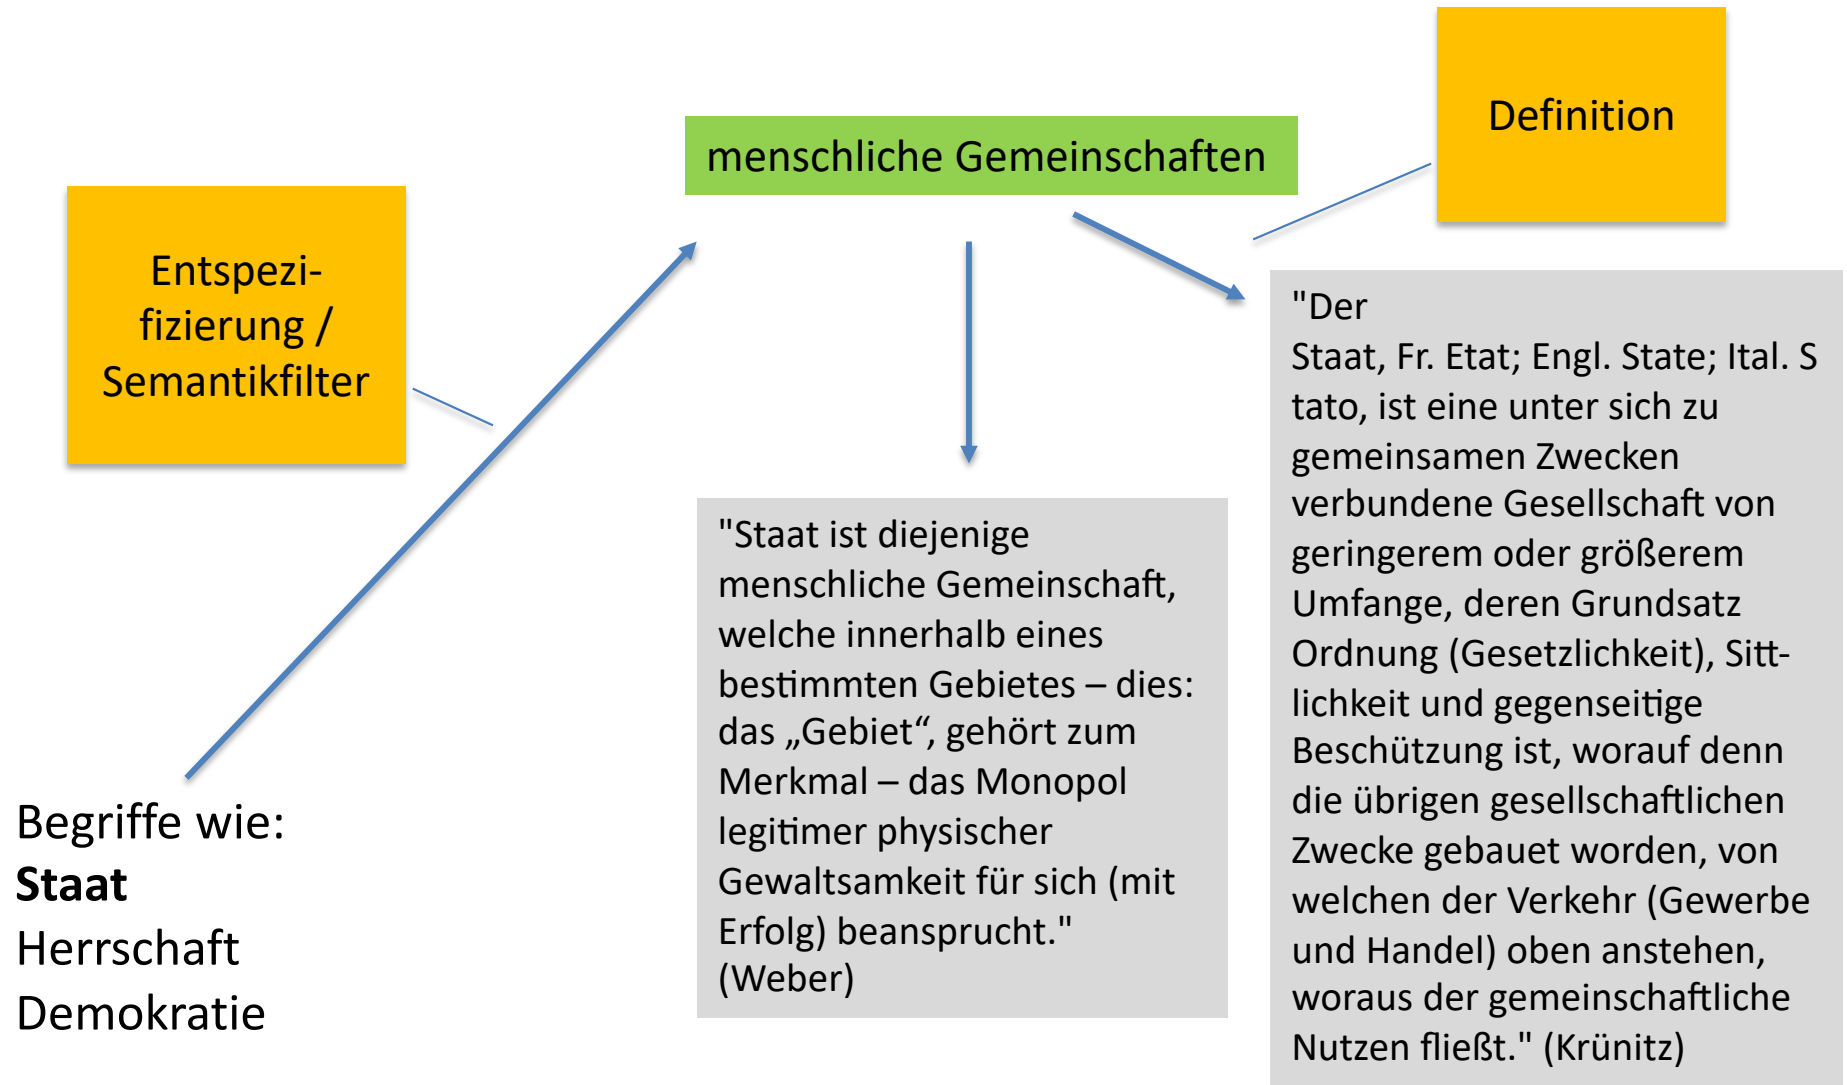 Definition
menschliche Gemeinschaften
Entspezi-
fizierung /
Semantikfilter
Begriffe wie:
Staat
Herrschaft
Demokratie
"Staat ist diejenige
menschliche Gemeinschaft,
welche innerhalb eines
bestimmten Gebietes – dies:
das „Gebiet“, gehört zum
Merkmal – das Monopol
legitimer physischer
Gewaltsamkeit für sich (mit
Erfolg) beansprucht."
(Weber)
"Der
Staat, Fr. Etat; Engl. State; Ital. S
tato, ist eine unter sich zu
gemeinsamen Zwecken
verbundene Gesellschaft von
geringerem oder größerem
Umfange, deren Grundsatz
Ordnung (Gesetzlichkeit), Sitt-
lichkeit und gegenseitige
Beschützung ist, worauf denn
die übrigen gesellschaftlichen
Zwecke gebauet worden, von
welchen der Verkehr (Gewerbe
und Handel) oben anstehen,
woraus der gemeinschaftliche
Nutzen fließt." (Krünitz)